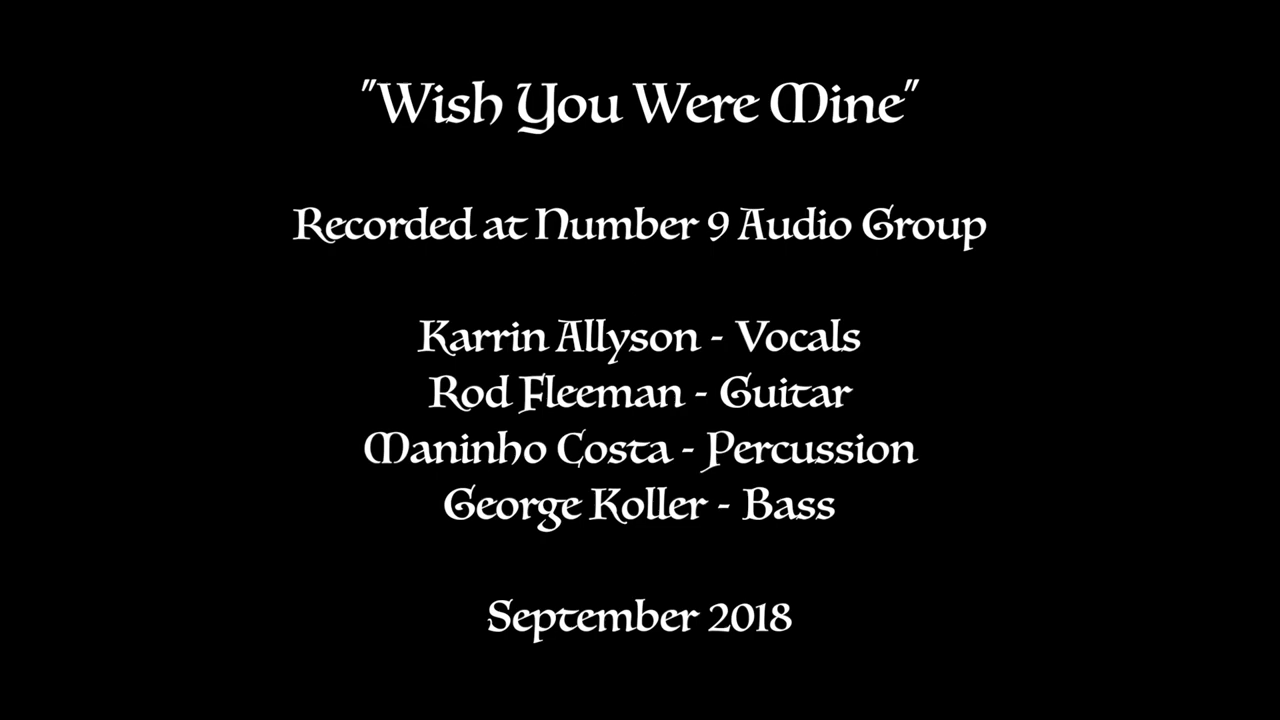 "Wish You Were Mine"
Recorded at Number 9 Audio Group
Karrin Allyson - Vocals
Rod Fleeman - Guitar
Maninho Costa - Percussion
George Koller - Bass
September 2018